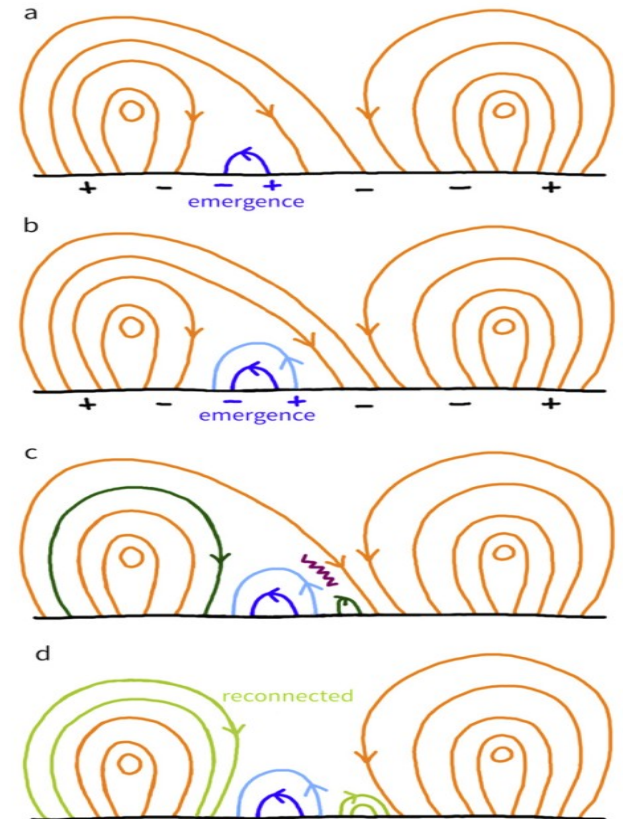 a
+ - - + - - +
emergence
b
+ - - + - - +
emergence
c
d
reconnected